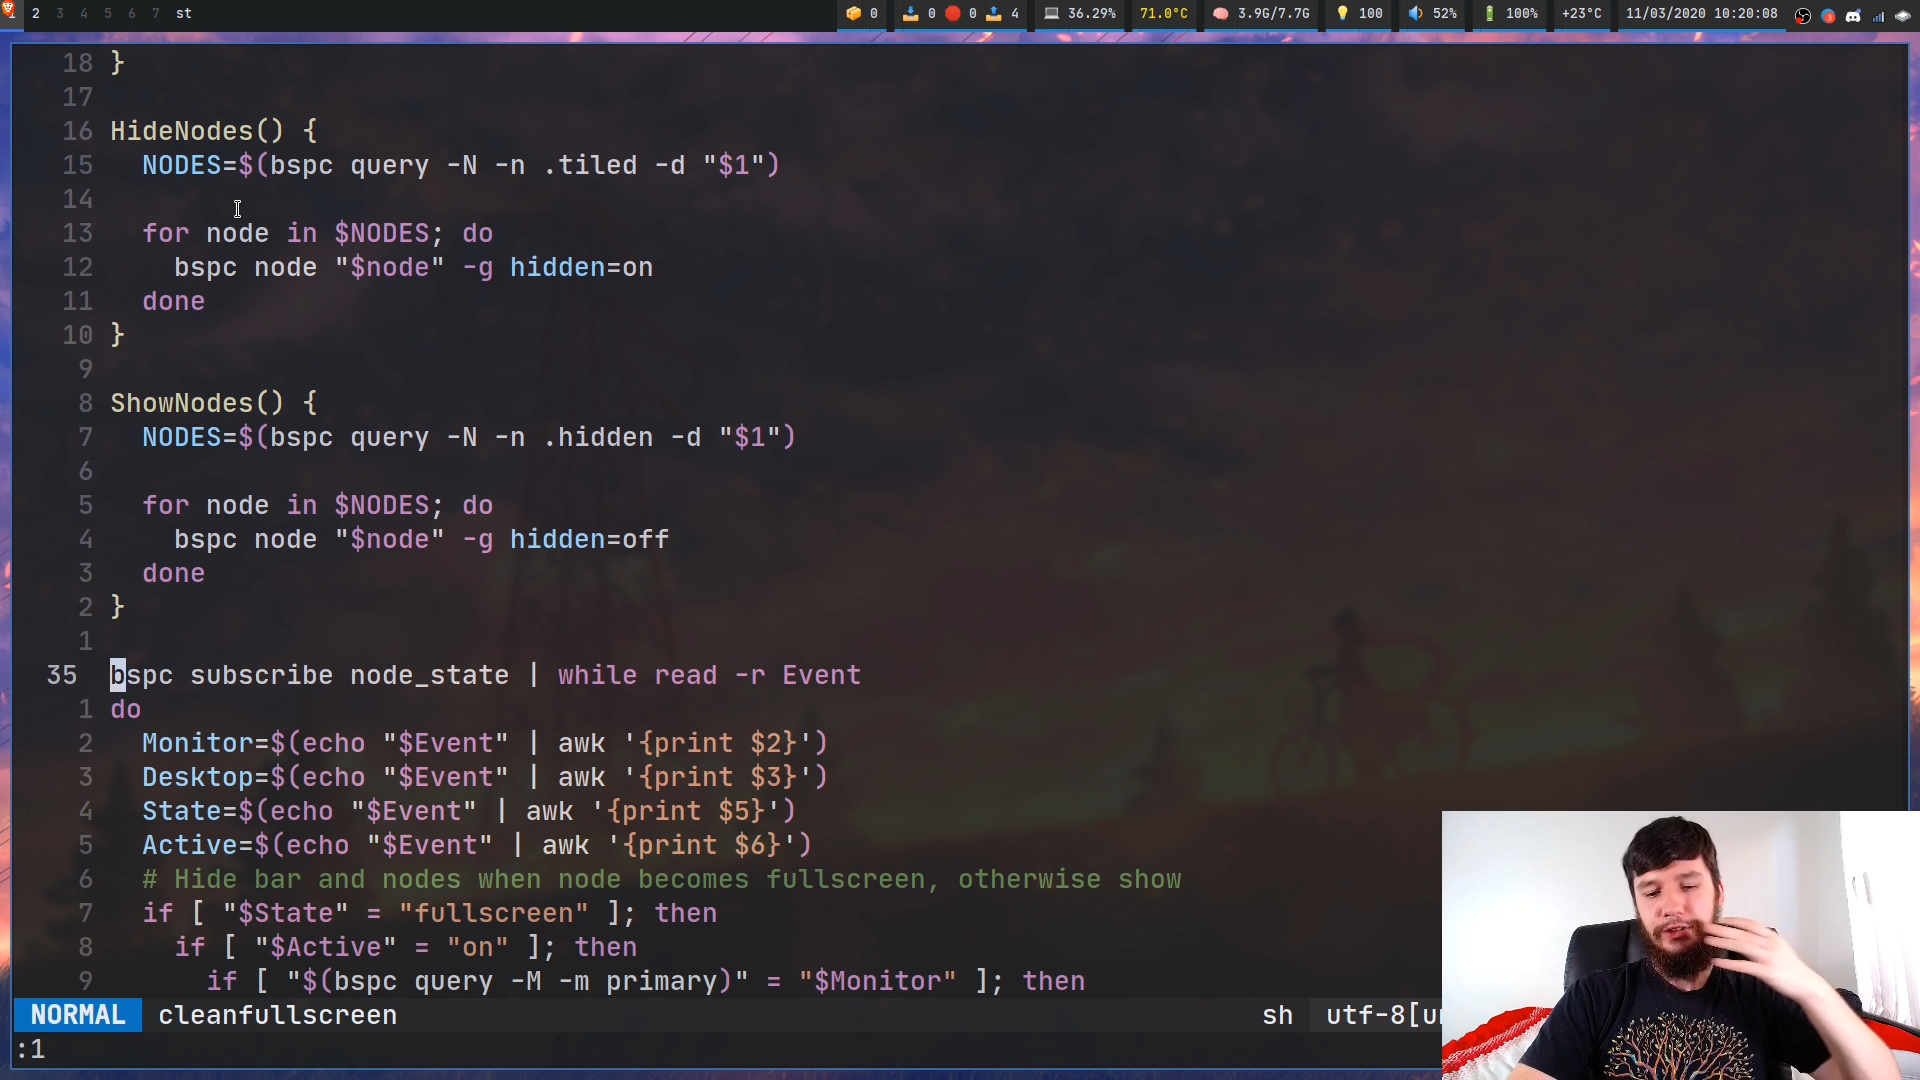 1 2 3 4 5 6 7 st 📦 0 📥 0 🛑 0 📤 4 💻 36.29% 71.0°C 🧠 3.9G/7.7G 💡 100 🔉 52% 🔋 100% +23°C 11/03/2020 10:20:08
18 }
17
16 HideNodes() {
15 NODES=$(bspc query -N -n .tiled -d "$1")
14
13 for node in $NODES; do
12 bspc node "$node" -g hidden=on
11 done
10 }
9
8 ShowNodes() {
7 NODES=$(bspc query -N -n .hidden -d "$1")
6
5 for node in $NODES; do
4 bspc node "$node" -g hidden=off
3 done
2 }
1
35 bspc subscribe node_state | while read -r Event
1 do
2 Monitor=$(echo "$Event" | awk '{print $2}')
3 Desktop=$(echo "$Event" | awk '{print $3}')
4 State=$(echo "$Event" | awk '{print $5}')
5 Active=$(echo "$Event" | awk '{print $6}')
6 # Hide bar and nodes when node becomes fullscreen, otherwise show
7 if [ "$State" = "fullscreen" ]; then
8 if [ "$Active" = "on" ]; then
9 if [ "$(bspc query -M -m primary)" = "$Monitor" ]; then
NORMAL cleanfullscreen sh utf-8[
:1